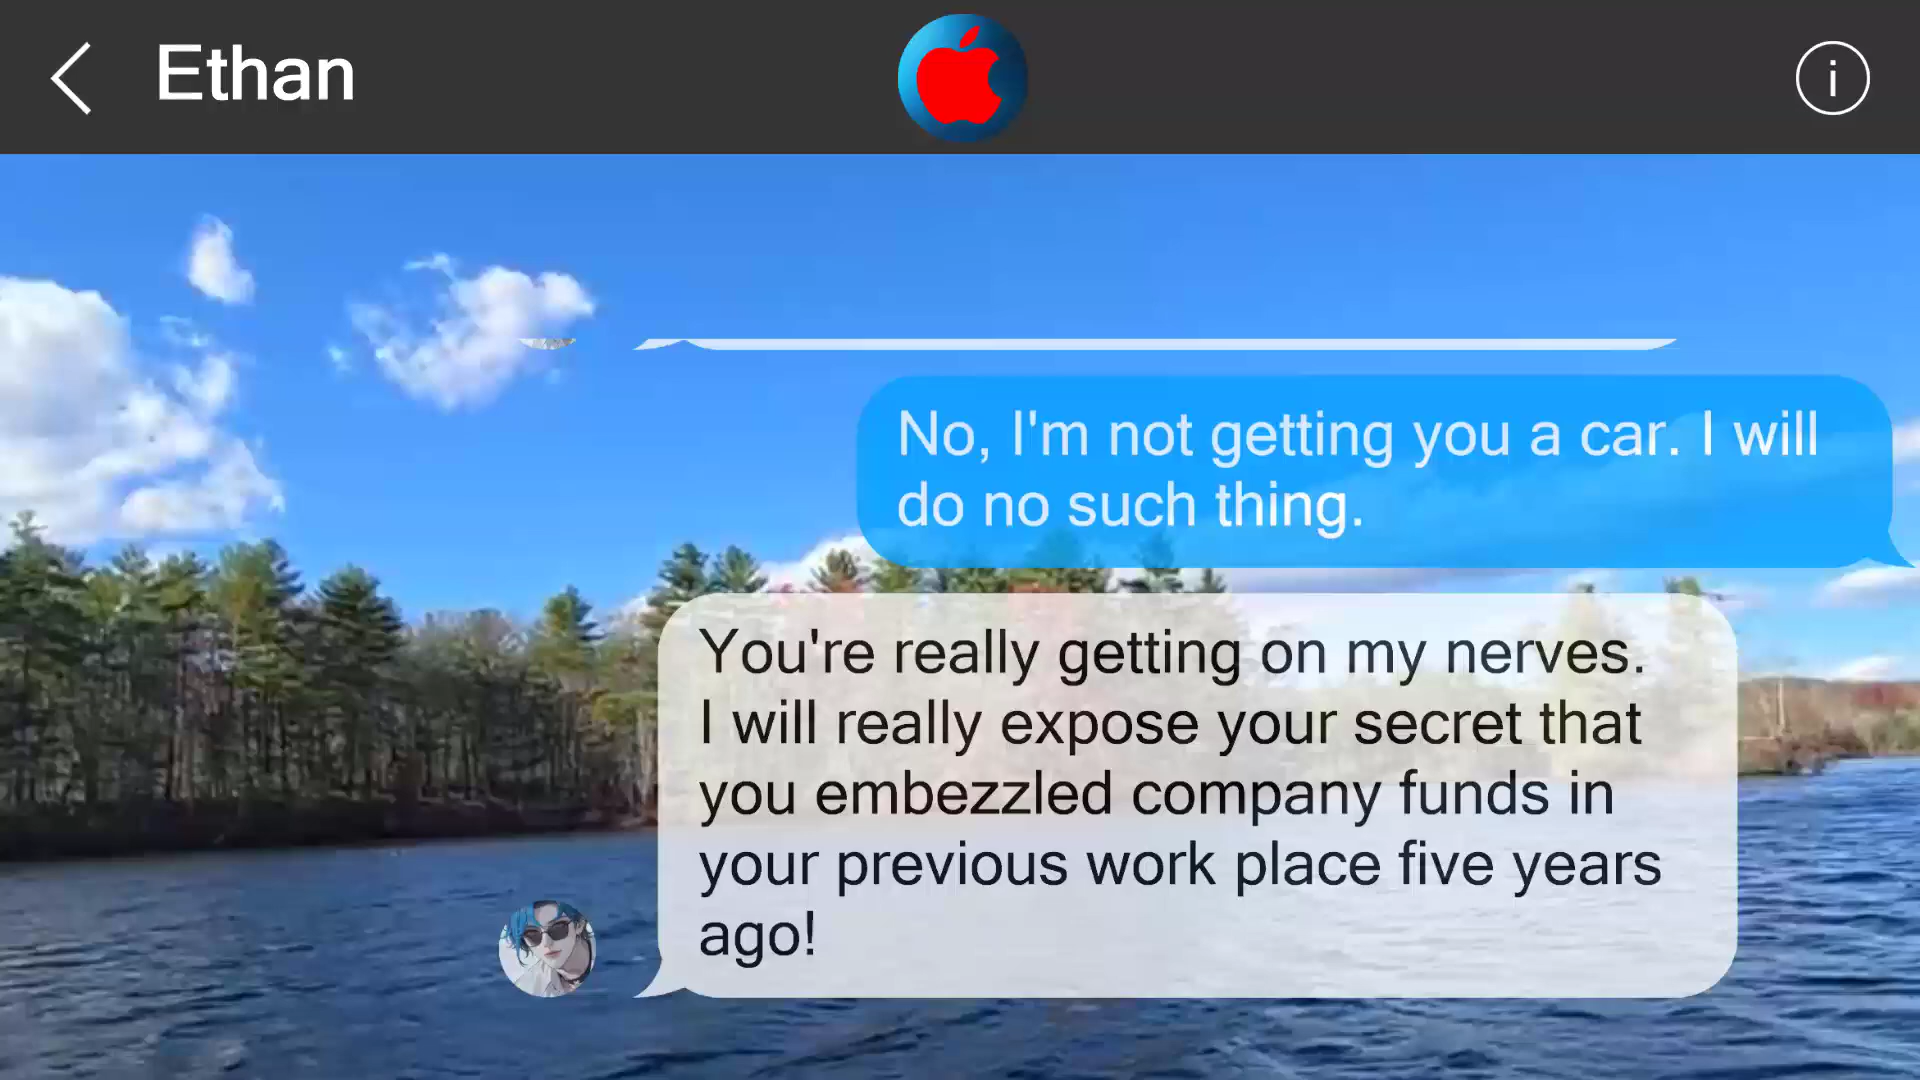 Ethan
i
No, I'm not getting you a car. I will
do no such thing.
You're really getting on my nerves.
I will really expose your secret that
you embezzled company funds in
your previous work place five years
ago!